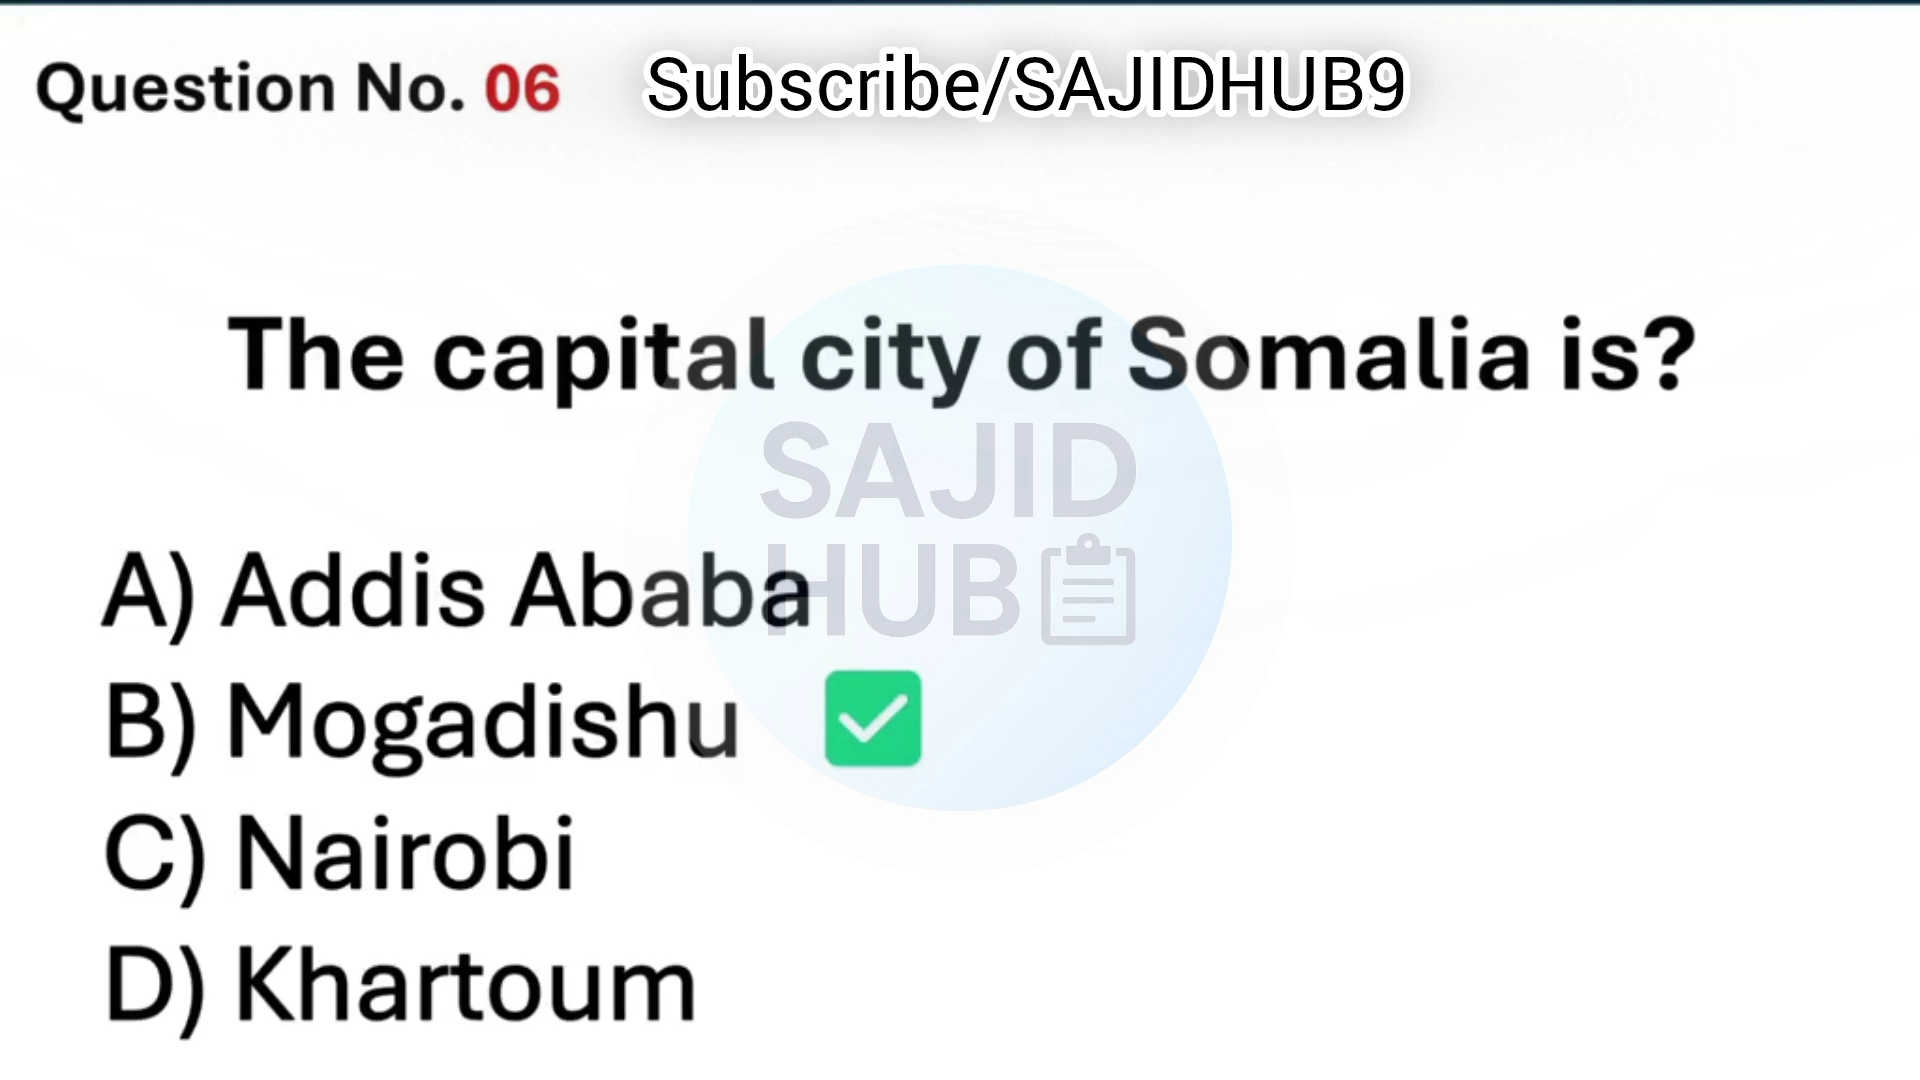 Question No. 06 Subscribe/SAJIDHUB9
The capital city of Somalia is?
SAJID
HUB
A) Addis Ababa
B) Mogadishu
C) Nairobi
D) Khartoum